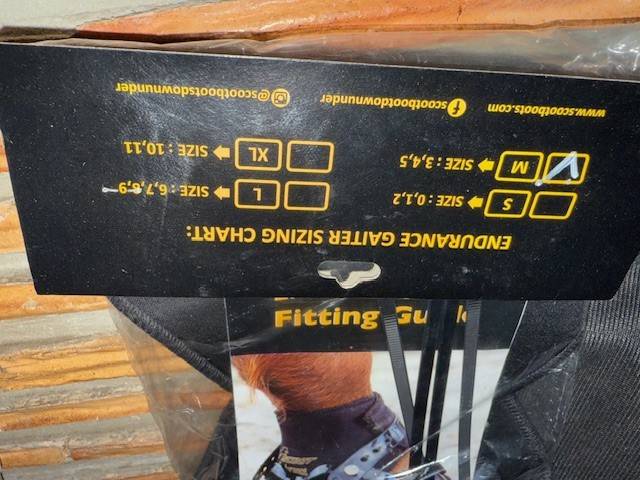 ENDURANCE GAITER SIZING CHART:
S SIZE : 0,1,2
L SIZE : 6,7,8,9
M SIZE : 3,4,5
XL SIZE : 10,11
www.scootboots.com scootbootdownunder @scootbootsdownunder
Fitting